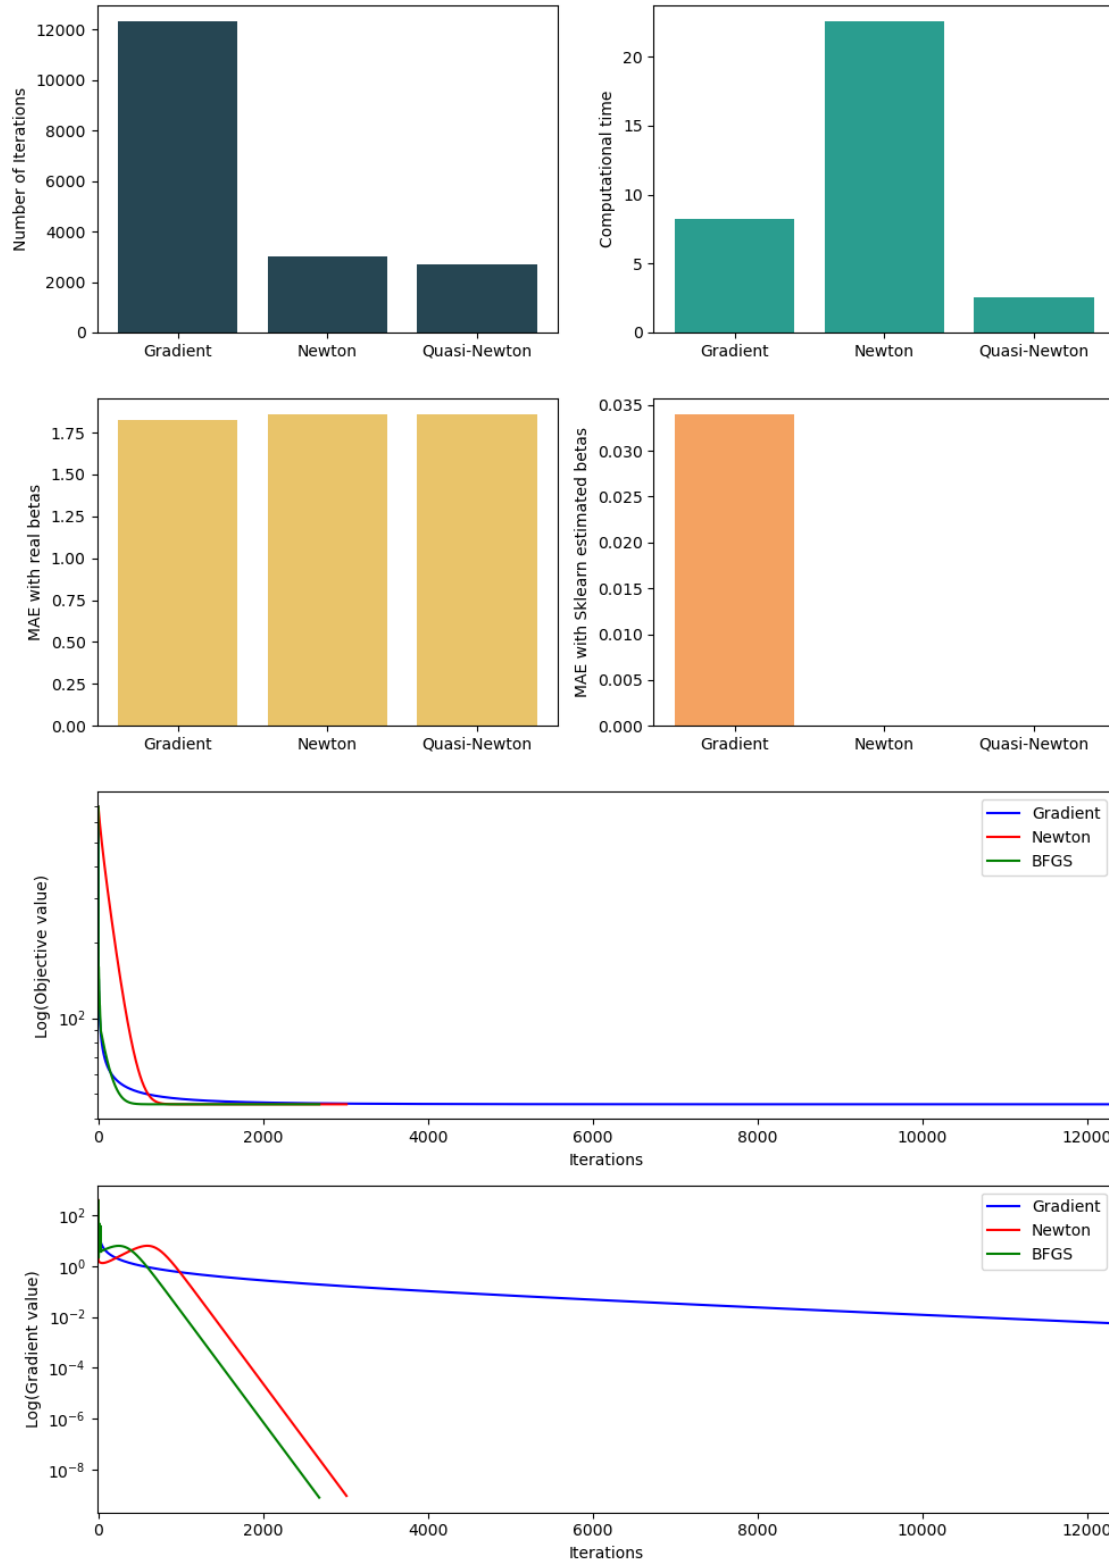 Number of Iterations
12000
10000
8000
6000
4000
2000
0
Gradient Newton Quasi-Newton
Computational time
20
15
10
5
0
Gradient Newton Quasi-Newton
MAE with real betas
1.75
1.50
1.25
1.00
0.75
0.50
0.25
0.00
Gradient Newton Quasi-Newton
MAE with Sklearn estimated betas
0.035
0.030
0.025
0.020
0.015
0.010
0.005
0.000
Gradient Newton Quasi-Newton
Log(Objective value)
10²
Gradient
Newton
BFGS
0 2000 4000 6000 8000 10000 12000
Iterations
Log(Gradient value)
10²
10⁰
10⁻²
10⁻⁴
10⁻⁶
10⁻⁸
Gradient
Newton
BFGS
0 2000 4000 6000 8000 10000 12000
Iterations